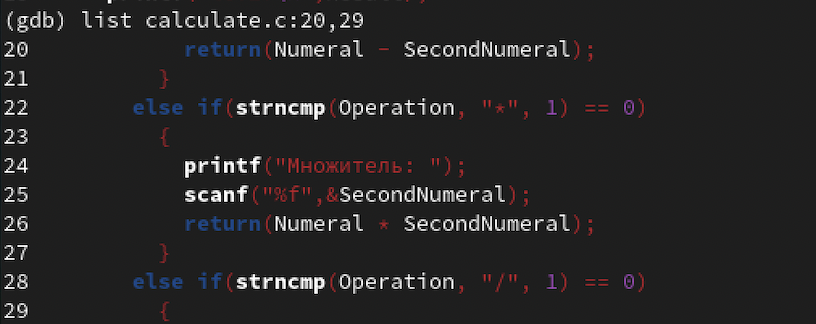 (gdb) list calculate.c:20,29
20            return(Numeral - SecondNumeral);
21          }
22        else if(strncmp(Operation, "*", 1) == 0)
23          {
24            printf("Множитель: ");
25            scanf("%f",&SecondNumeral);
26            return(Numeral * SecondNumeral);
27          }
28        else if(strncmp(Operation, "/", 1) == 0)
29          {